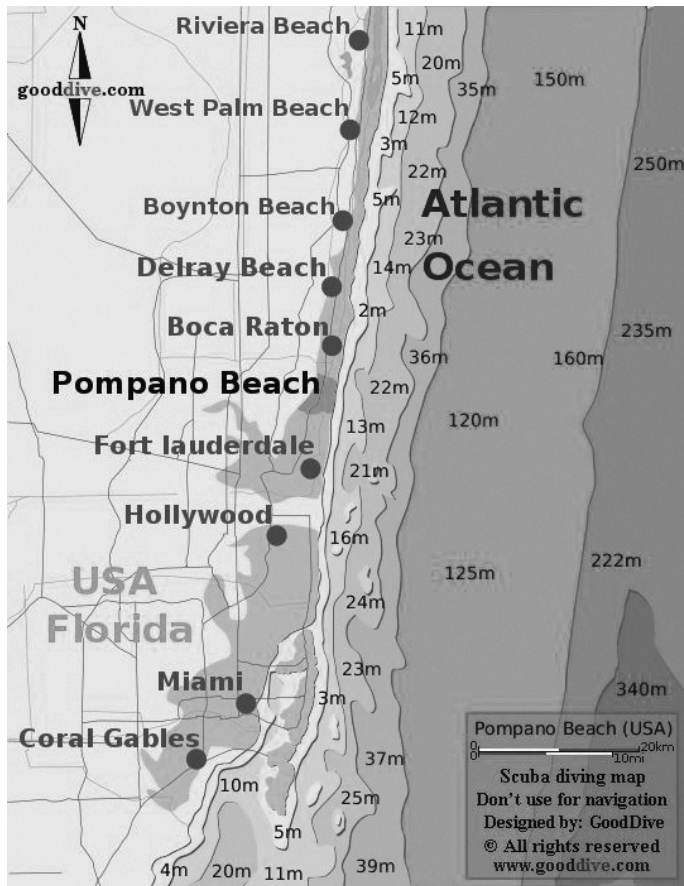 Riviera Beach
11m
N
20m
gooddive.com
5m
35m
150m
West Palm Beach
12m
3m
250m
22m
Boynton Beach
5m
Atlantic
23m
Delray Beach
14m
Ocean
2m
Boca Raton
235m
36m
160m
Pompano Beach
22m
120m
13m
Fort lauderdale
21m
Hollywood
16m
222m
USA
125m
24m
Florida
23m
Miami
3m
340m
Coral Gables
Pompano Beach (USA)
0
20km
0
10mi
37m
10m
25m
Scuba diving map
Don't use for navigation
5m
Designed by: GoodDive
© All rights reserved
4m
20m
11m
39m
www.gooddive.com